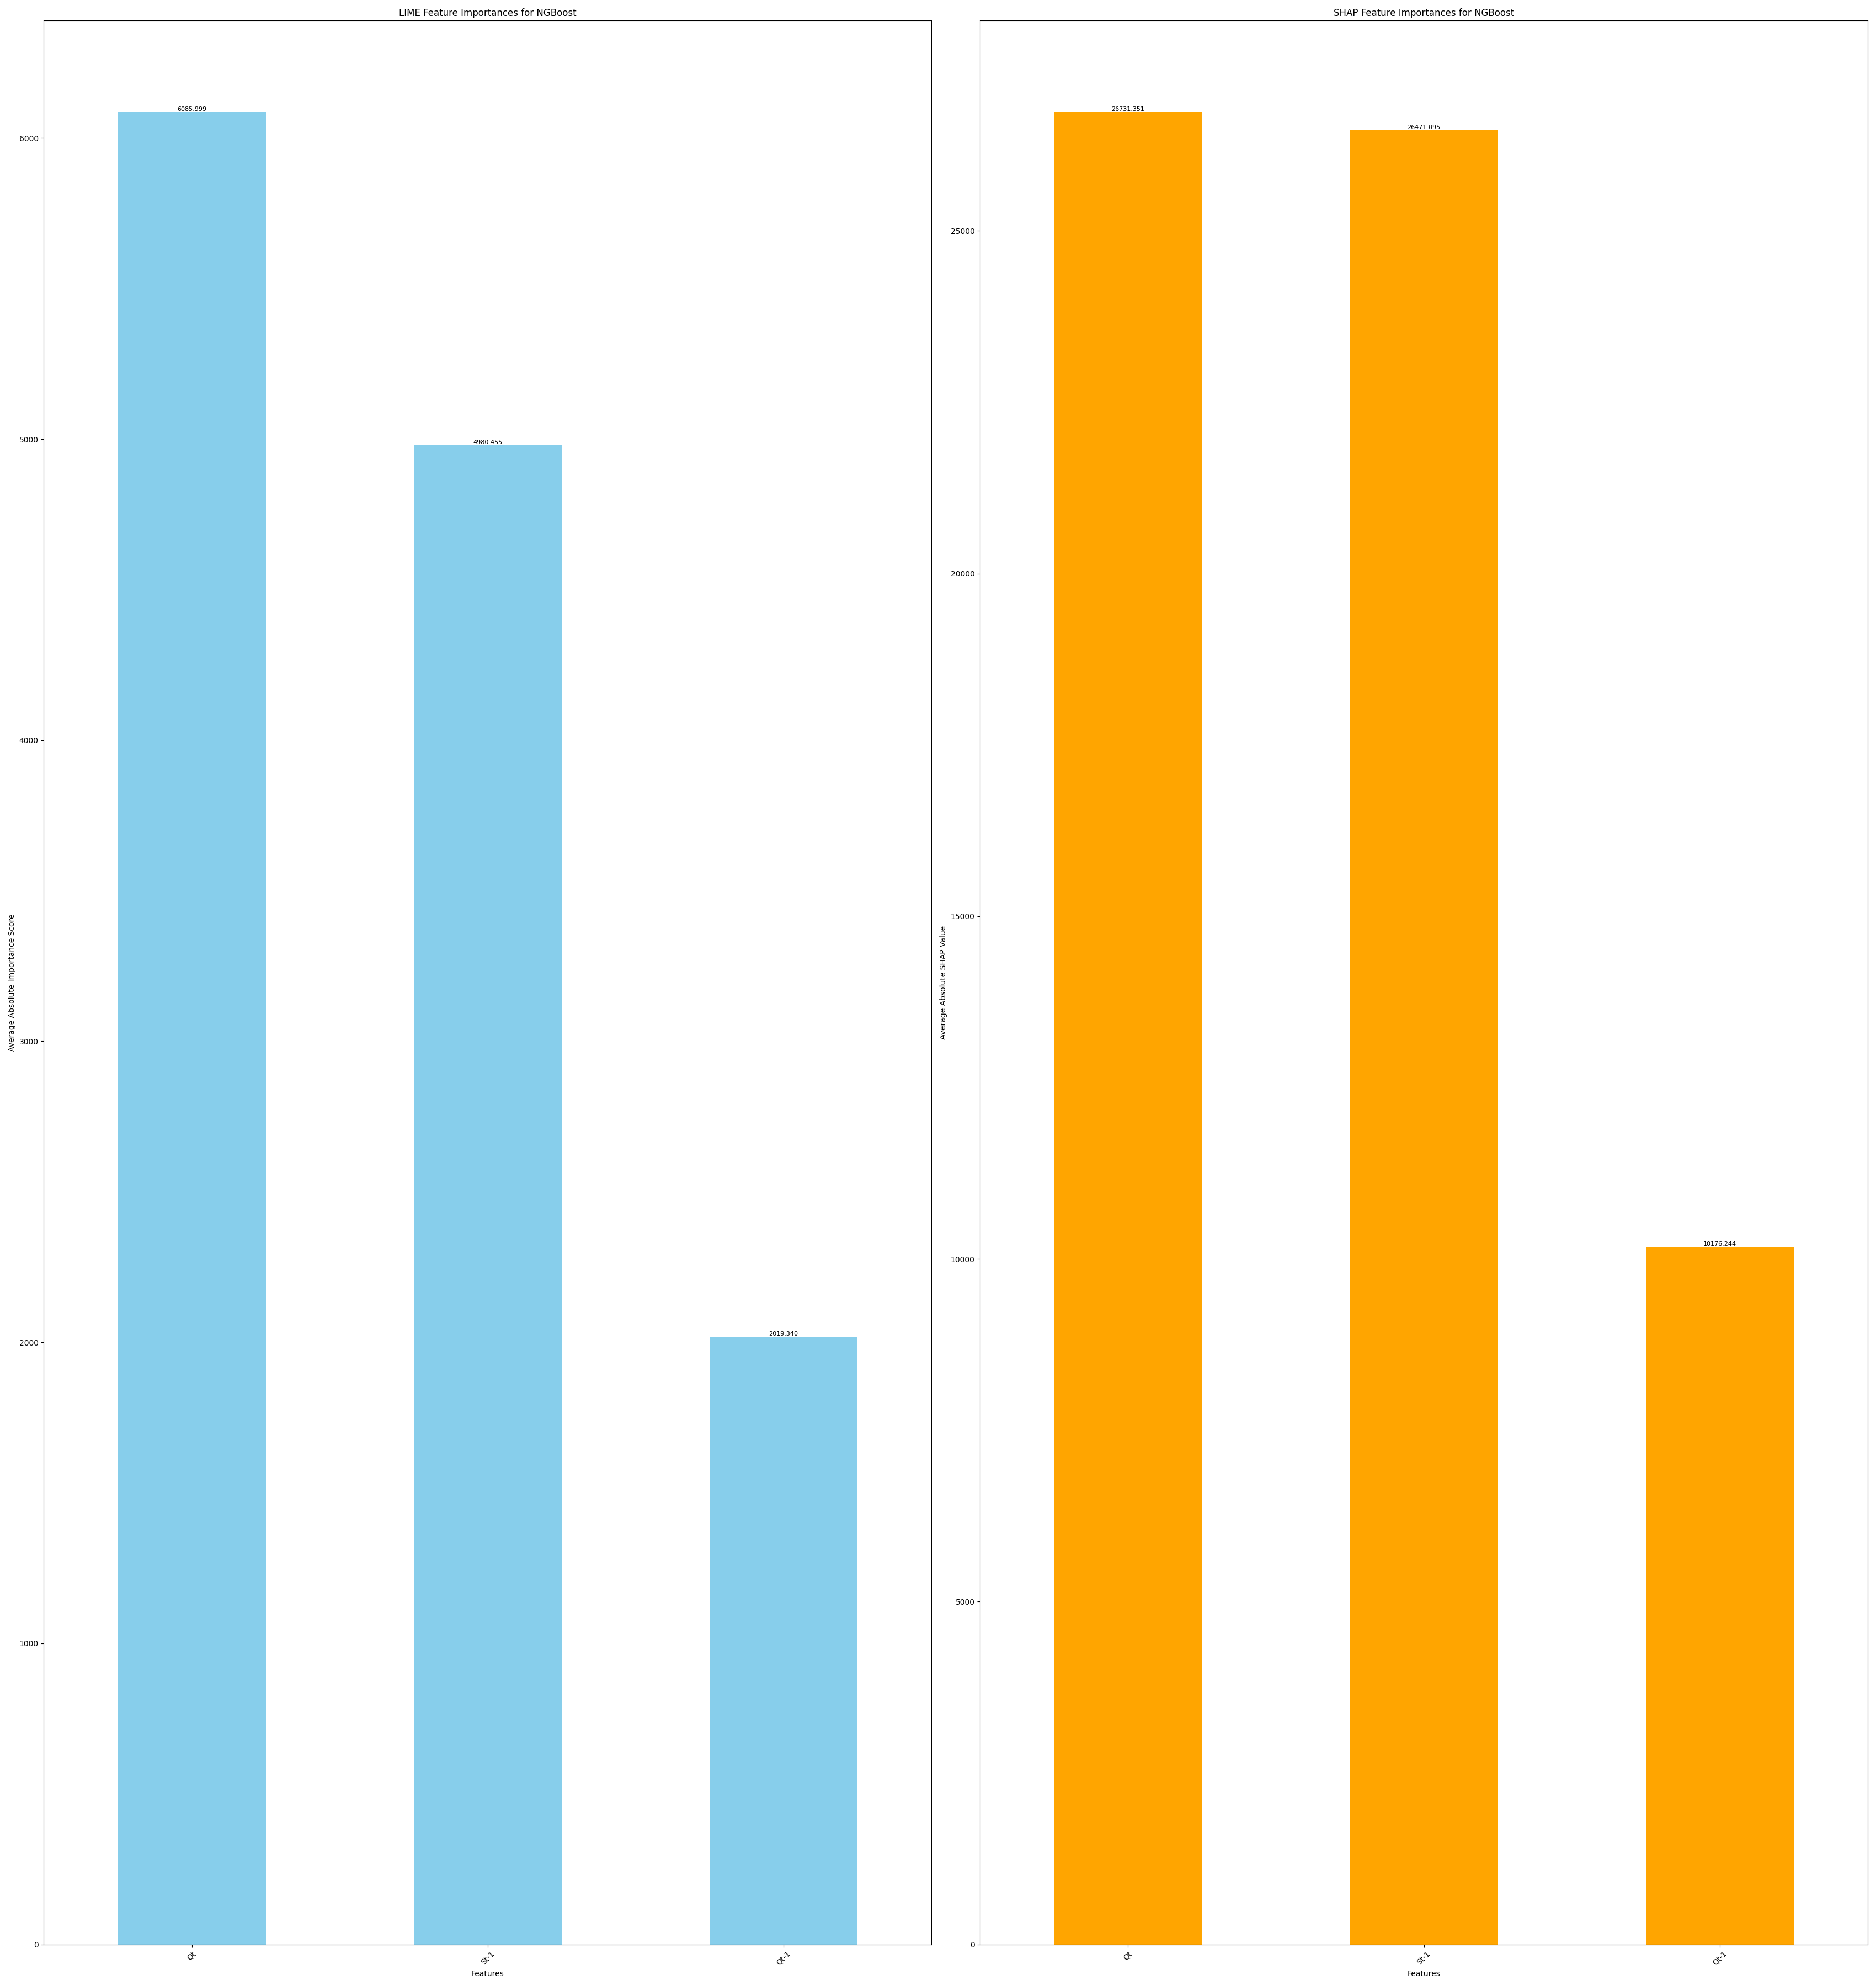 LIME Feature Importances for NGBoost
Average Absolute Importance Score
6000
5000
4000
3000
2000
1000
0
6085.999
4980.455
2019.340
Qt
St-1
Qt-1
Features
SHAP Feature Importances for NGBoost
Average Absolute SHAP Value
25000
20000
15000
10000
5000
0
26731.351
26471.095
10176.244
Qt
St-1
Qt-1
Features